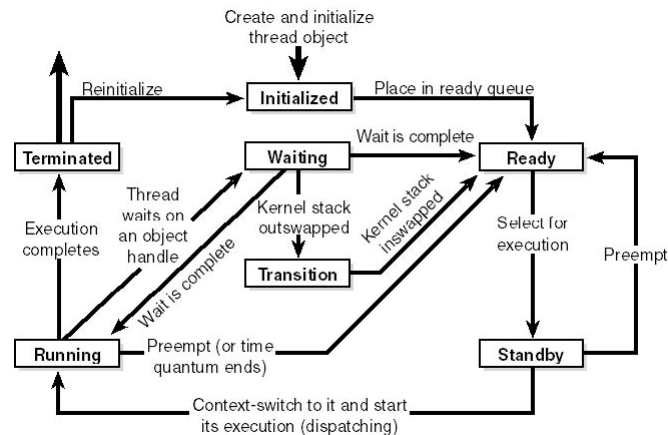 Create and initialize
thread object
Reinitialize
Initialized
Place in ready queue
Wait is complete
Terminated
Waiting
Ready
Execution
completes
Thread
waits on
an object
handle
Kernel stack
outswapped
Kernel stack
inswapped
Select for
execution
Preempt
Wait is complete
Transition
Running
Preempt (or time
quantum ends)
Standby
Context-switch to it and start
its execution (dispatching)